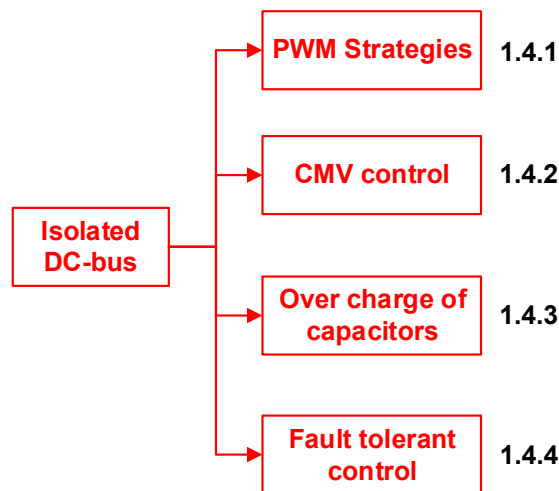 PWM Strategies 1.4.1
CMV control 1.4.2
Isolated
DC-bus
Over charge of
capacitors
1.4.3
Fault tolerant
control
1.4.4